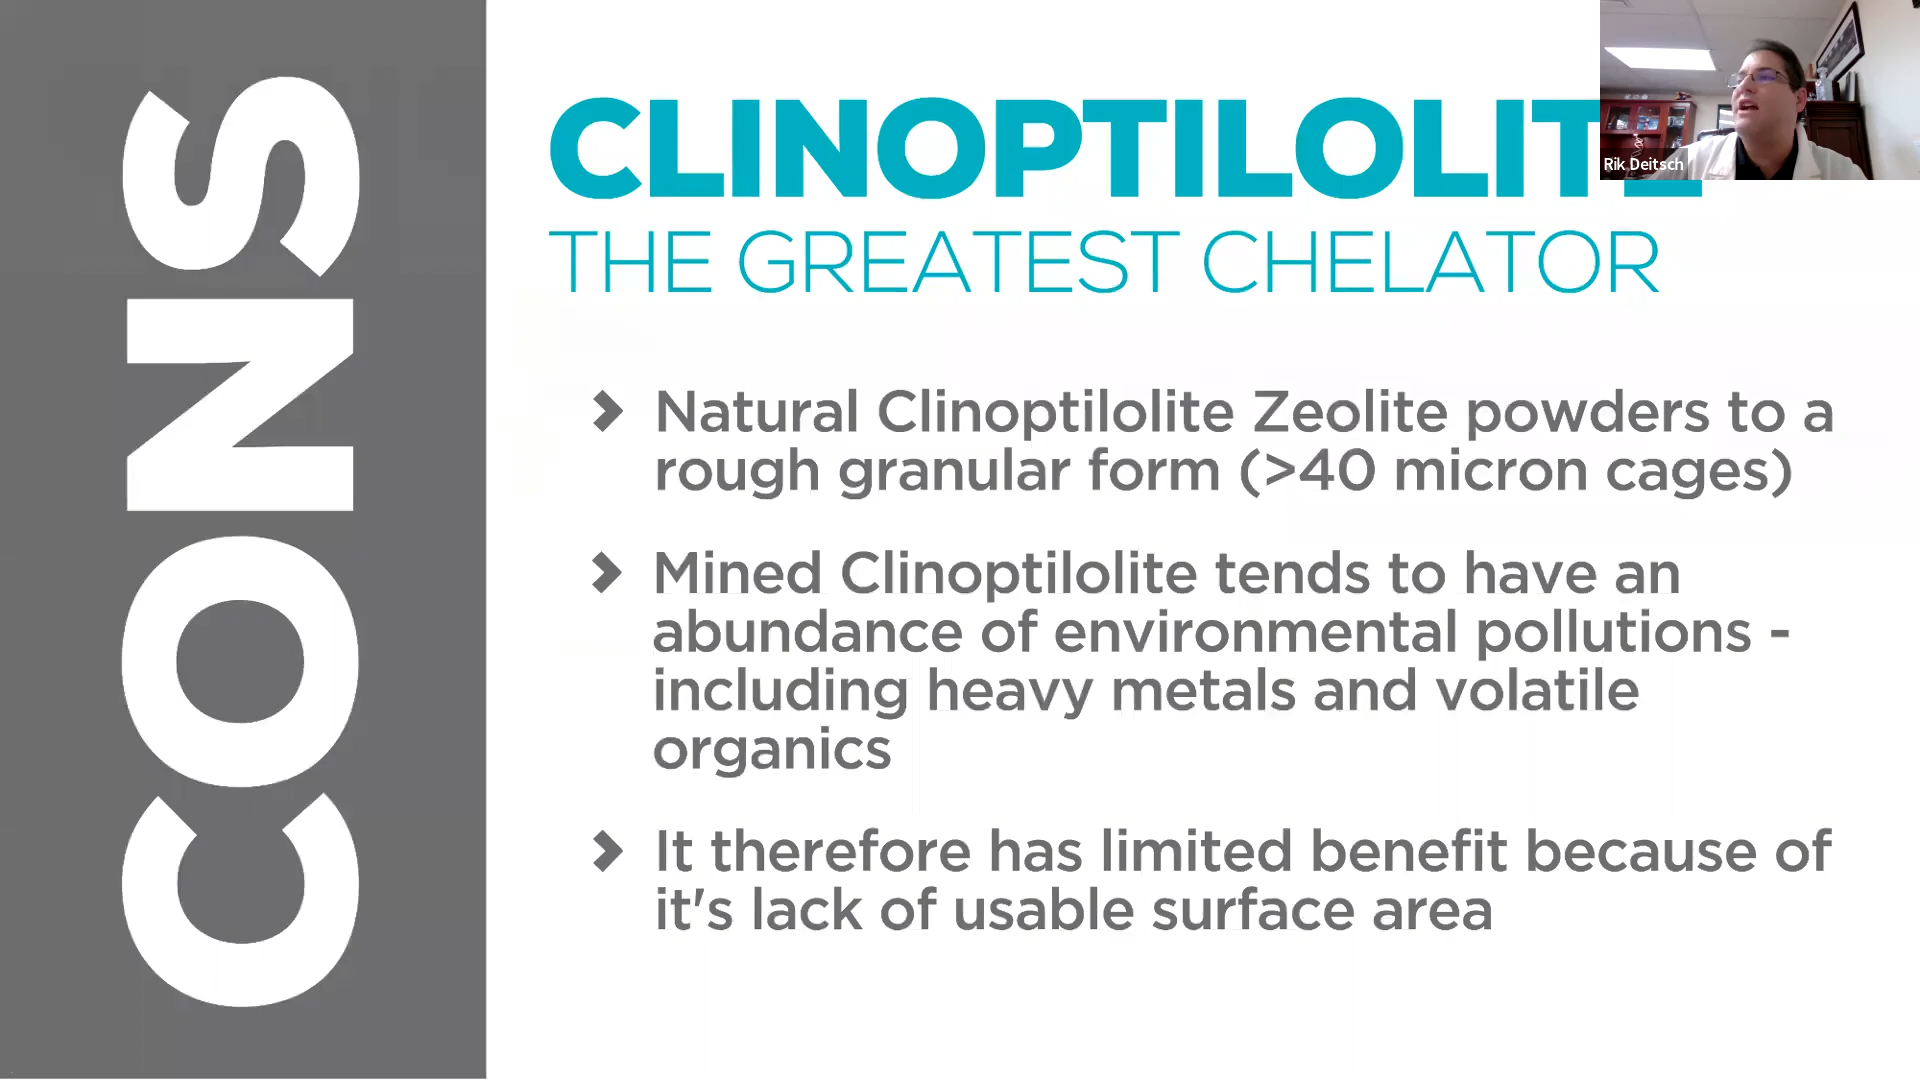 CONS
CLINOPTILOLITE
THE GREATEST CHELATOR
Rik Deitsch
Natural Clinoptilolite Zeolite powders to a
rough granular form (>40 micron cages)
Mined Clinoptilolite tends to have an
abundance of environmental pollutions -
including heavy metals and volatile
organics
It therefore has limited benefit because of
it's lack of usable surface area